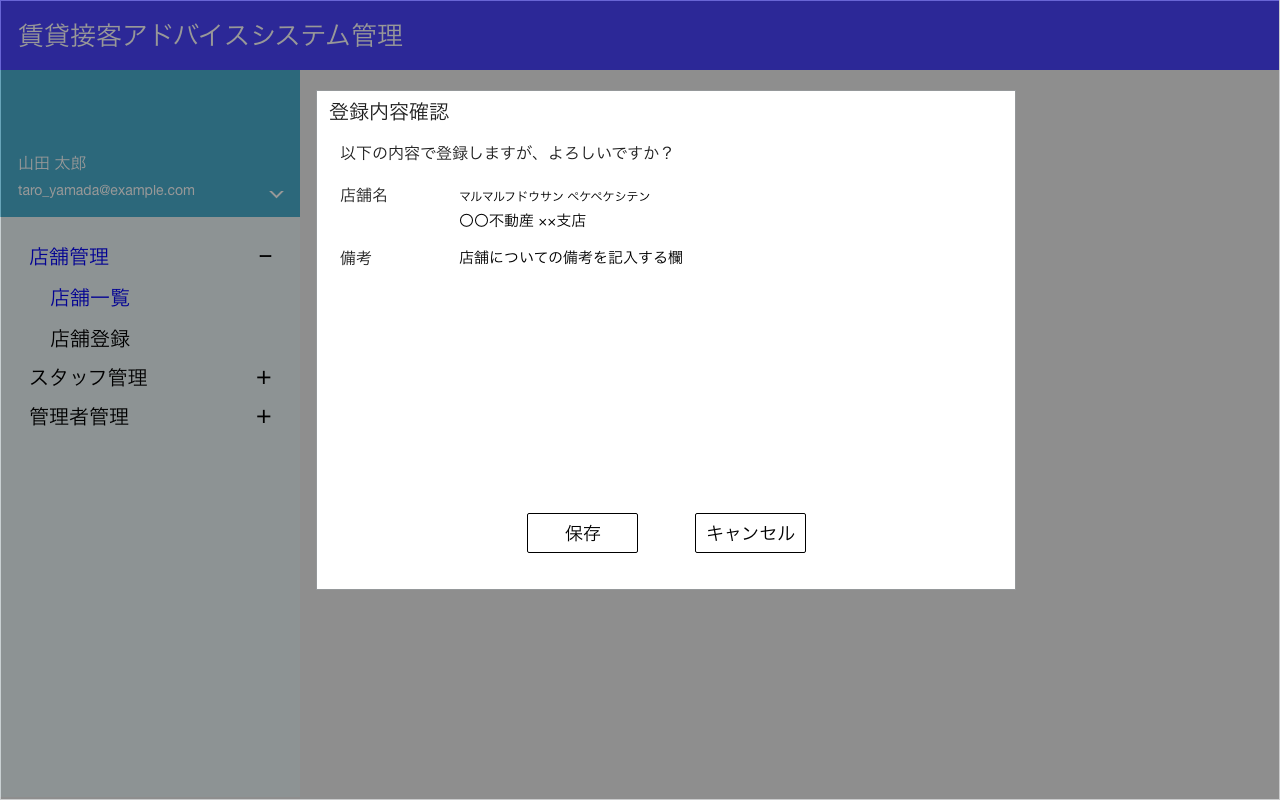 賃貸接客アドバイスシステム管理
山田 太郎
taro_yamada@example.com
店舗管理 −
店舗一覧
店舗登録
スタッフ管理 +
管理者管理 +
登録内容確認
以下の内容で登録しますが、よろしいですか？
店舗名 マルマルフドウサン ペケペケシテン
〇〇不動産 ××支店
備考 店舗についての備考を記入する欄
保存 キャンセル